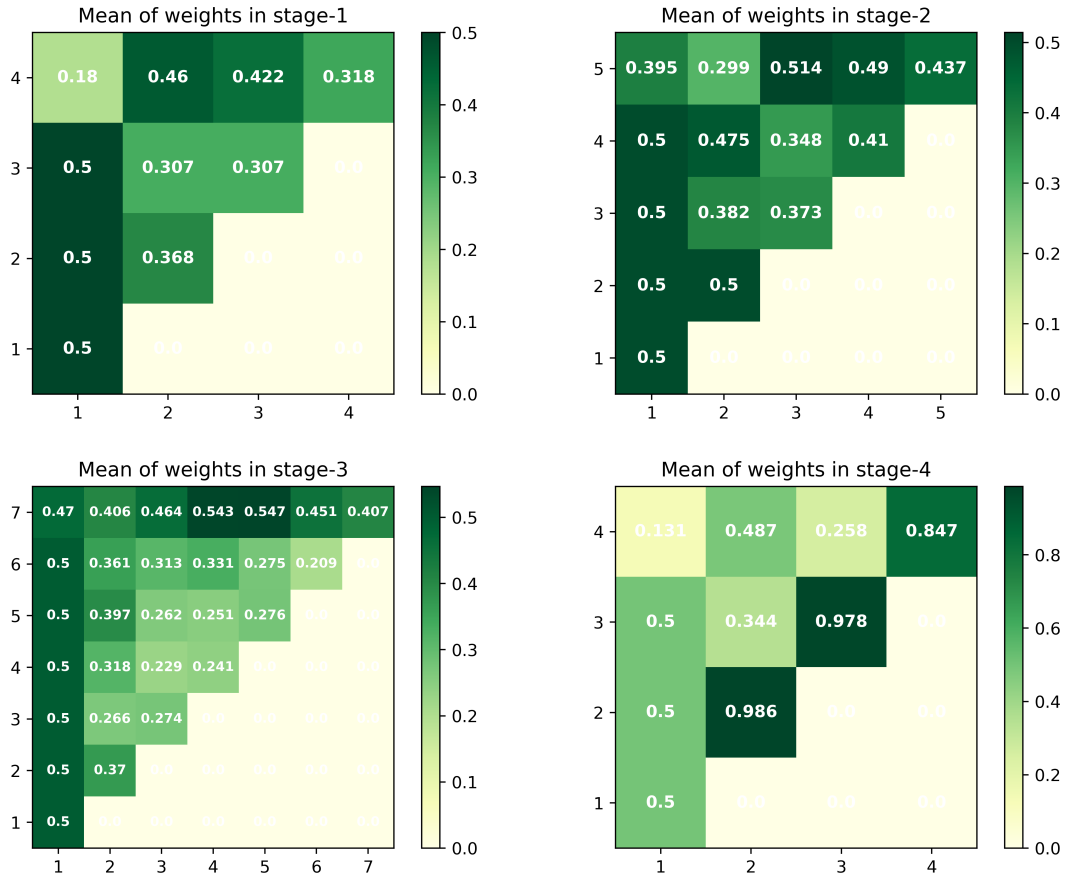 Mean of weights in stage-1
4 0.18 0.46 0.422 0.318
3 0.5 0.307 0.307 0.0
2 0.5 0.368 0.0 0.0
1 0.5 0.0 0.0 0.0
1 2 3 4
0.5
0.4
0.3
0.2
0.1
0.0
Mean of weights in stage-2
5 0.395 0.299 0.514 0.49 0.437
4 0.5 0.475 0.348 0.41 0.0
3 0.5 0.382 0.373 0.0 0.0
2 0.5 0.5 0.0 0.0 0.0
1 0.5 0.0 0.0 0.0 0.0
1 2 3 4 5
0.5
0.4
0.3
0.2
0.1
0.0
Mean of weights in stage-3
7 0.47 0.406 0.464 0.543 0.547 0.451 0.407
6 0.5 0.361 0.313 0.331 0.275 0.209 0.0
5 0.5 0.397 0.262 0.251 0.276 0.0 0.0
4 0.5 0.318 0.229 0.241 0.0 0.0 0.0
3 0.5 0.266 0.274 0.0 0.0 0.0 0.0
2 0.5 0.37 0.0 0.0 0.0 0.0 0.0
1 0.5 0.0 0.0 0.0 0.0 0.0 0.0
1 2 3 4 5 6 7
0.5
0.4
0.3
0.2
0.1
0.0
Mean of weights in stage-4
4 0.131 0.487 0.258 0.847
3 0.5 0.344 0.978 0.0
2 0.5 0.986 0.0 0.0
1 0.5 0.0 0.0 0.0
1 2 3 4
0.8
0.6
0.4
0.2
0.0